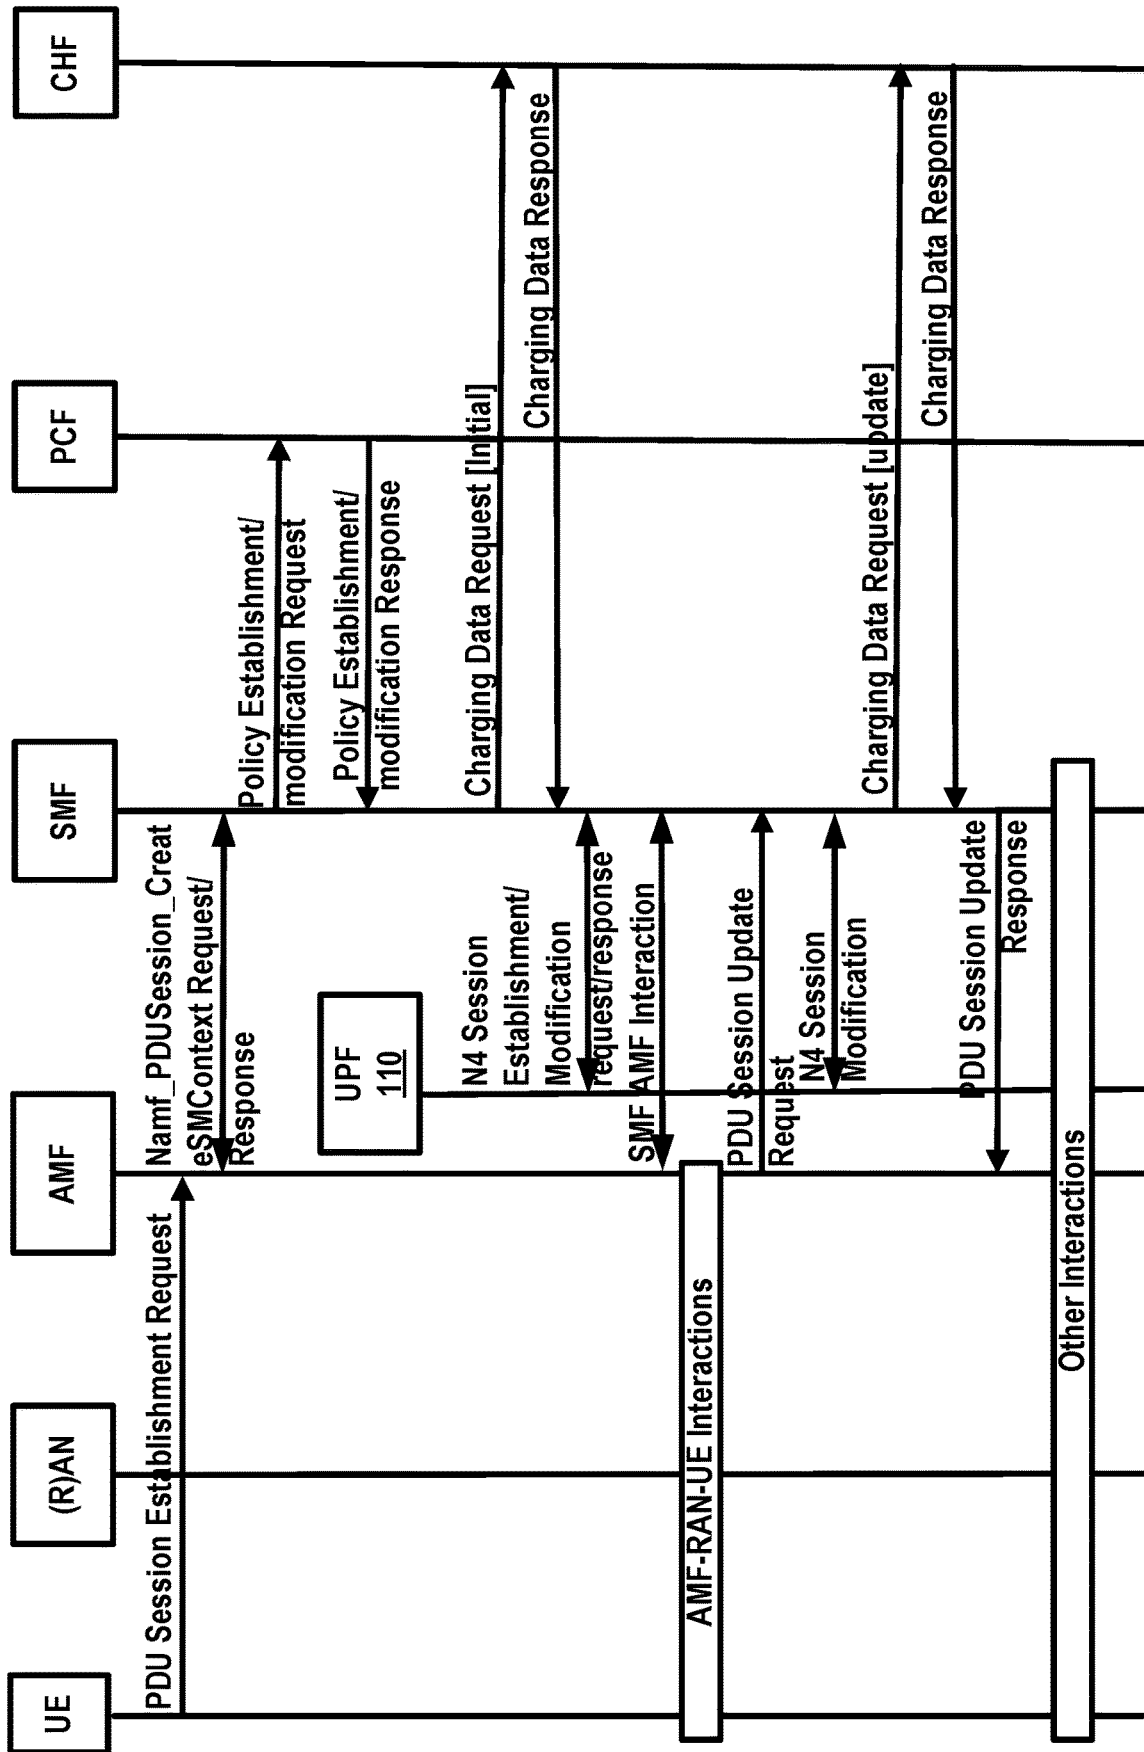 UE
(R)AN
AMF
SMF
PCF
CHF
PDU Session Establishment Request
Namf_PDUSession_Creat
eSMContext Request/
Response
Policy Establishment/
modification Request
Policy Establishment/
modification Response
UPF
110
Charging Data Request [Initial]
Charging Data Response
N4 Session
Establishment/
Modification
request/response
SMF AMF Interaction
AMF-RAN-UE Interactions
PDU Session Update
Request
N4 Session
Modification
Charging Data Request [update]
Charging Data Response
PDU Session Update
Response
Other Interactions